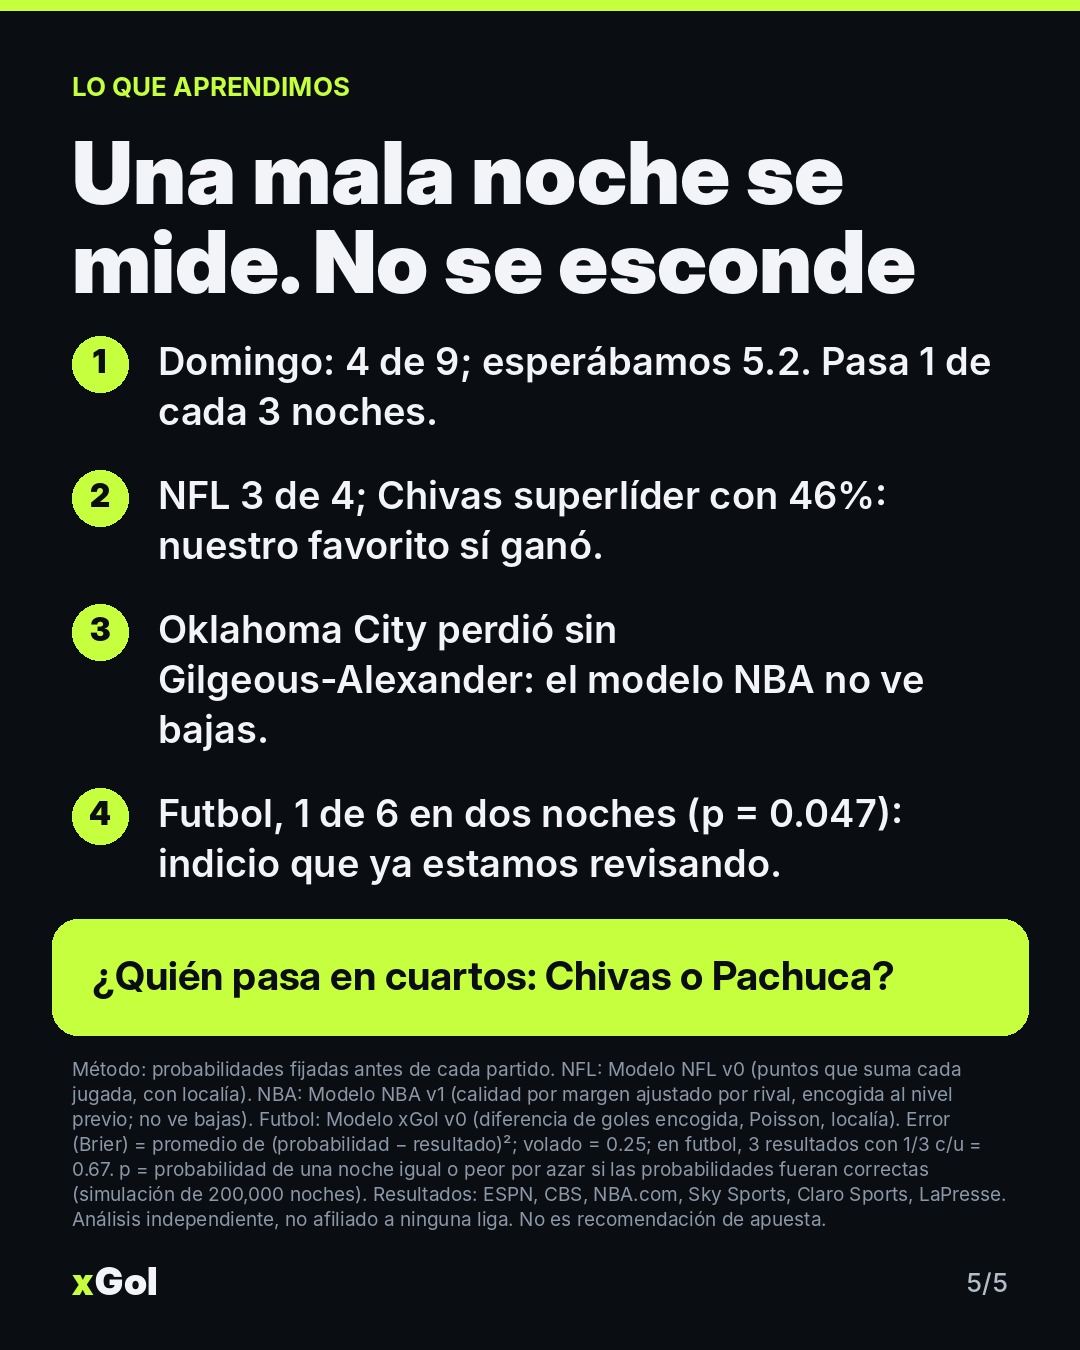 LO QUE APRENDIMOS
Una mala noche se
mide. No se esconde
1 Domingo: 4 de 9; esperábamos 5.2. Pasa 1 de
cada 3 noches.
2 NFL 3 de 4; Chivas superlíder con 46%:
nuestro favorito sí ganó.
3 Oklahoma City perdió sin
Gilgeous-Alexander: el modelo NBA no ve
bajas.
4 Futbol, 1 de 6 en dos noches (p = 0.047):
indicio que ya estamos revisando.
¿Quién pasa en cuartos: Chivas o Pachuca?
Método: probabilidades fijadas antes de cada partido. NFL: Modelo NFL v0 (puntos que suma cada
jugada, con localía). NBA: Modelo NBA v1 (calidad por margen ajustado por rival, encogida al nivel
previo; no ve bajas). Futbol: Modelo xGol v0 (diferencia de goles encogida, Poisson, localía). Error
(Brier) = promedio de (probabilidad − resultado)²; volado = 0.25; en futbol, 3 resultados con 1/3 c/u =
0.67. p = probabilidad de una noche igual o peor por azar si las probabilidades fueran correctas
(simulación de 200,000 noches). Resultados: ESPN, CBS, NBA.com, Sky Sports, Claro Sports, LaPresse.
Análisis independiente, no afiliado a ninguna liga. No es recomendación de apuesta.
xGol
5/5